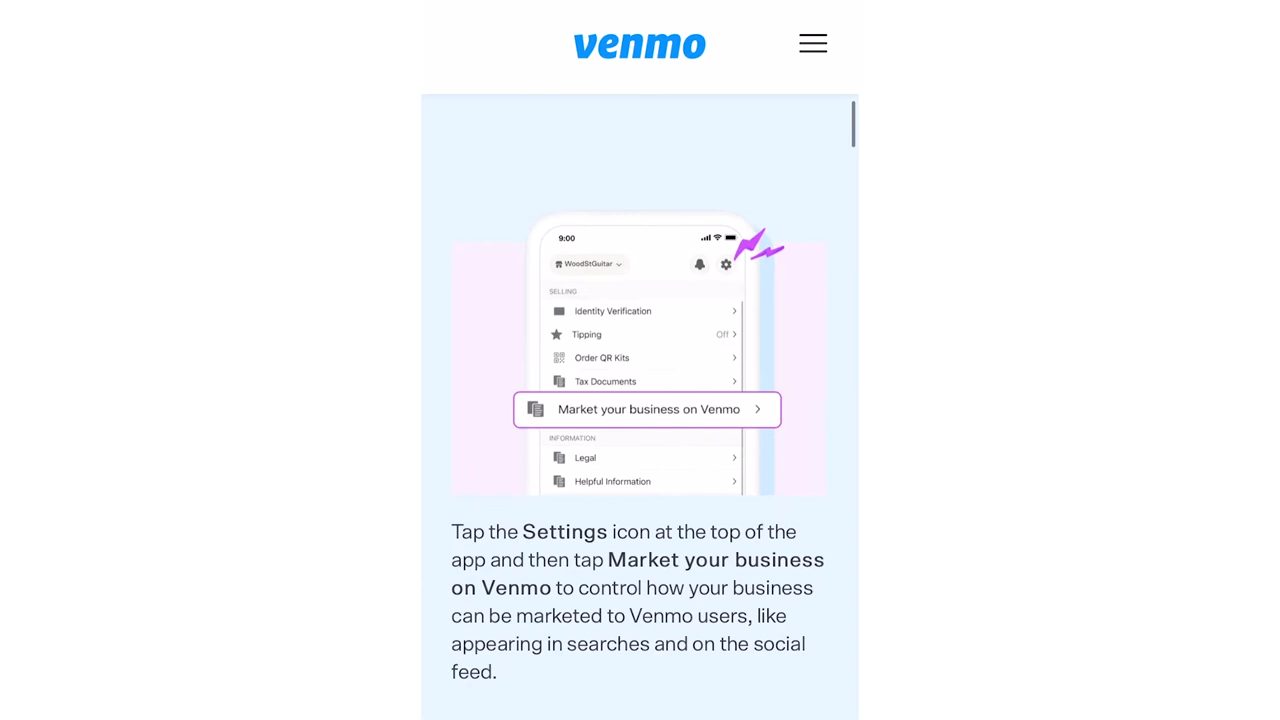 venmo
9:00
WoodStGuitar
SELLING
Identity Verification
Tipping Off
Order QR Kits
Tax Documents
Market your business on Venmo
INFORMATION
Legal
Helpful Information
Tap the Settings icon at the top of the
app and then tap Market your business
on Venmo to control how your business
can be marketed to Venmo users, like
appearing in searches and on the social
feed.